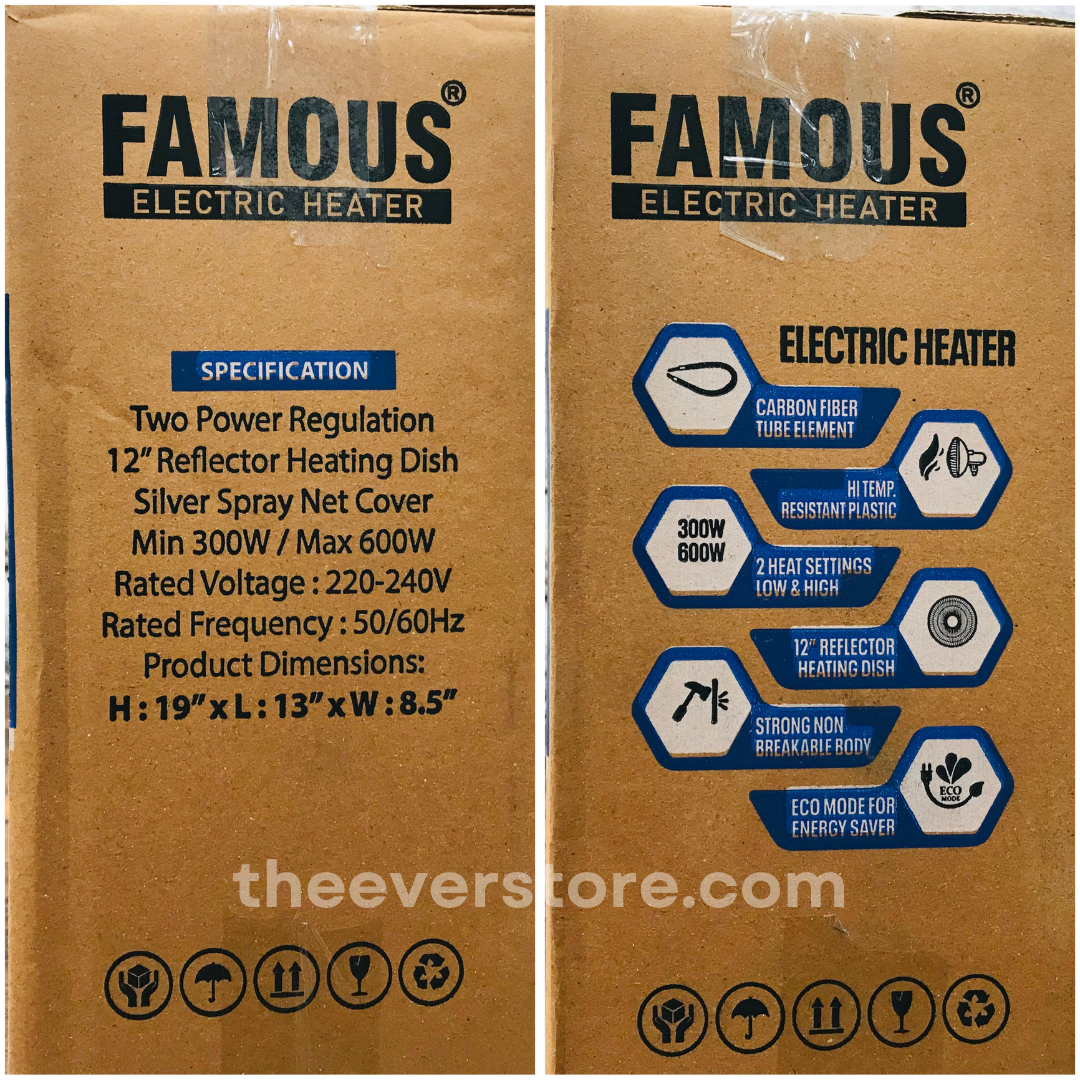 FAMOUS®
ELECTRIC HEATER
SPECIFICATION
Two Power Regulation
12" Reflector Heating Dish
Silver Spray Net Cover
Min 300W / Max 600W
Rated Voltage : 220-240V
Rated Frequency : 50/60Hz
Product Dimensions:
H : 19" x L : 13" x W : 8.5"
FAMOUS®
ELECTRIC HEATER
ELECTRIC HEATER
CARBON FIBER
TUBE ELEMENT
HI TEMP.
RESISTANT PLASTIC
300W
600W
2 HEAT SETTINGS
LOW & HIGH
12" REFLECTOR
HEATING DISH
STRONG NON
BREAKABLE BODY
ECO
MODE
ECO MODE FOR
ENERGY SAVER
theeverstore.com